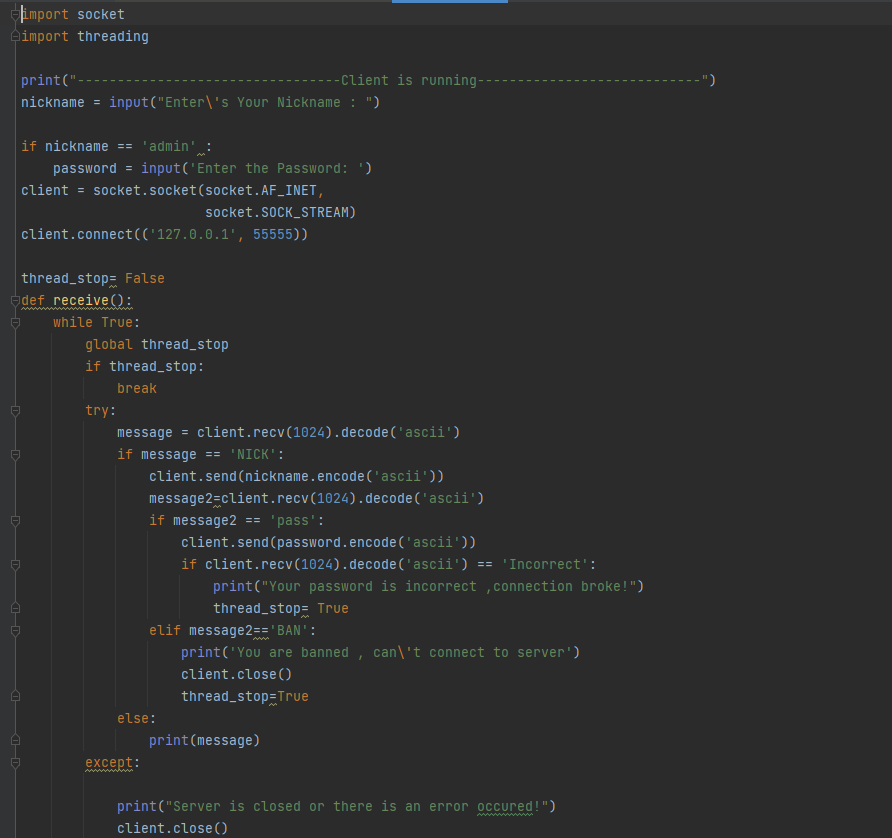 import socket
import threading
print("---------------------------------Client is running----------------------------")
nickname = input("Enter\'s Your Nickname : ")
if nickname == 'admin' :
    password = input('Enter the Password: ')
client = socket.socket(socket.AF_INET,
                       socket.SOCK_STREAM)
client.connect(('127.0.0.1', 55555))
thread_stop= False
def receive():
    while True:
        global thread_stop
        if thread_stop:
            break
        try:
            message = client.recv(1024).decode('ascii')
            if message == 'NICK':
                client.send(nickname.encode('ascii'))
                message2=client.recv(1024).decode('ascii')
                if message2 == 'pass':
                    client.send(password.encode('ascii'))
                    if client.recv(1024).decode('ascii') == 'Incorrect':
                        print("Your password is incorrect ,connection broke!")
                        thread_stop= True
                elif message2=='BAN':
                    print('You are banned , can\'t connect to server')
                    client.close()
                    thread_stop=True
            else:
                print(message)
        except:
            print("Server is closed or there is an error occured!")
            client.close()